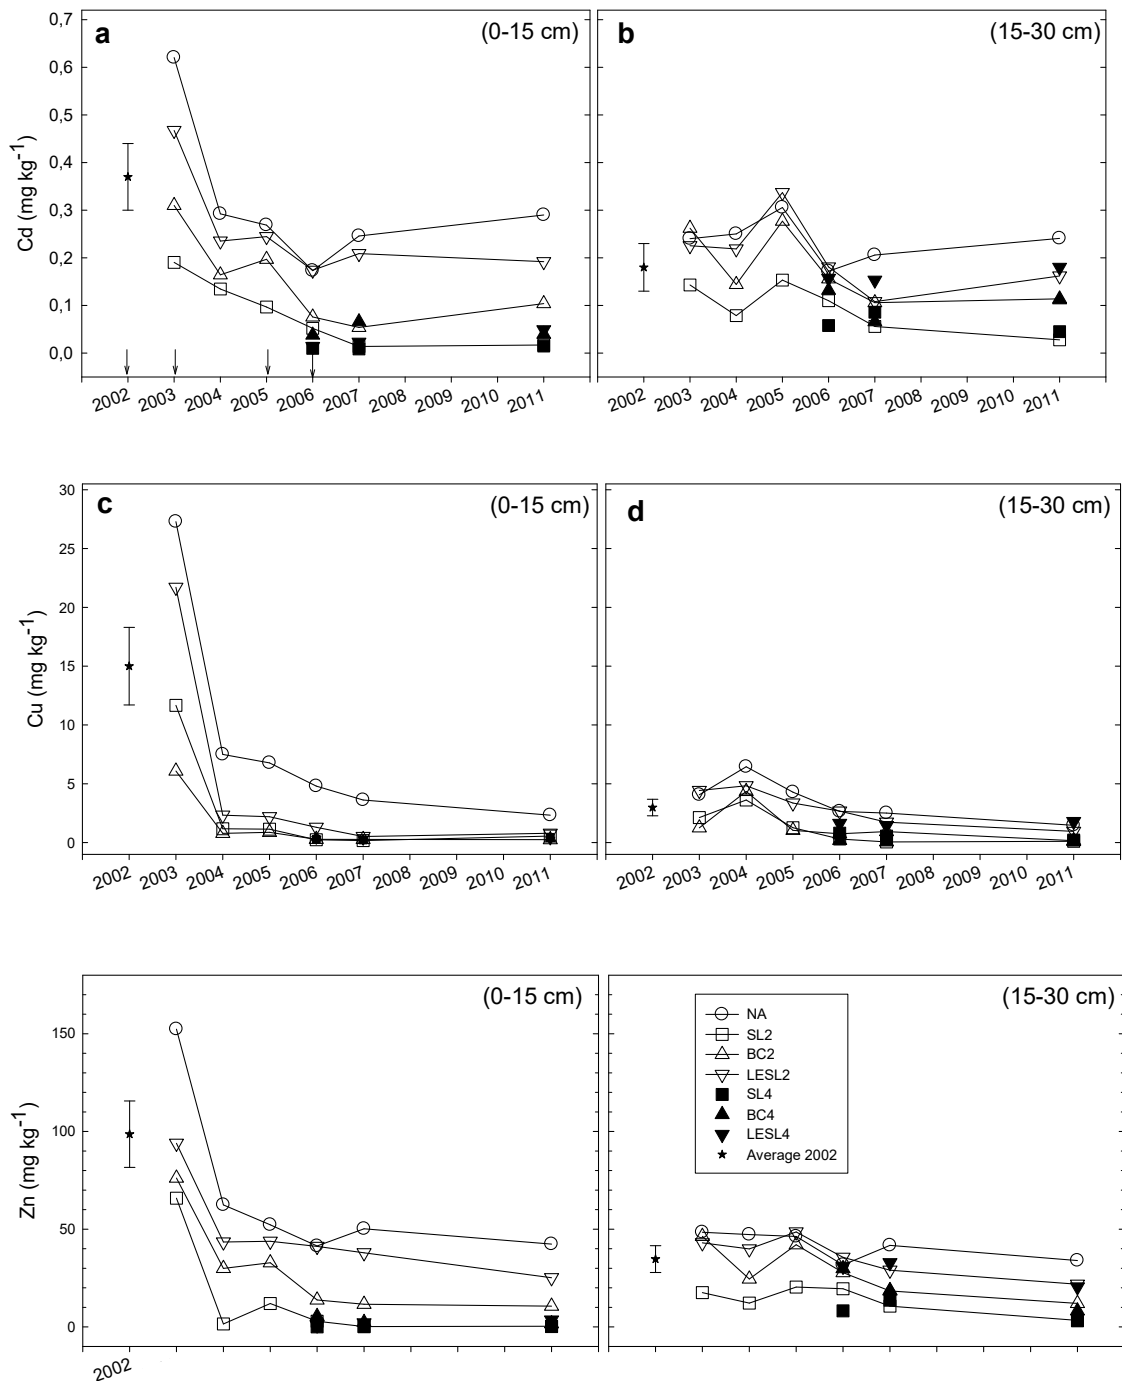 a (0-15 cm)
b (15-30 cm)
Cd (mg kg-1)
0,7
0,6
0,5
0,4
0,3
0,2
0,1
0,0
2002 2003 2004 2005 2006 2007 2008 2009 2010 2011
2002 2003 2004 2005 2006 2007 2008 2009 2010 2011
c (0-15 cm)
d (15-30 cm)
Cu (mg kg-1)
30
25
20
15
10
5
0
2002 2003 2004 2005 2006 2007 2008 2009 2010 2011
2002 2003 2004 2005 2006 2007 2008 2009 2010 2011
(0-15 cm)
(15-30 cm)
Zn (mg kg-1)
150
100
50
0
2002
NA
SL2
BC2
LESL2
SL4
BC4
LESL4
Average 2002